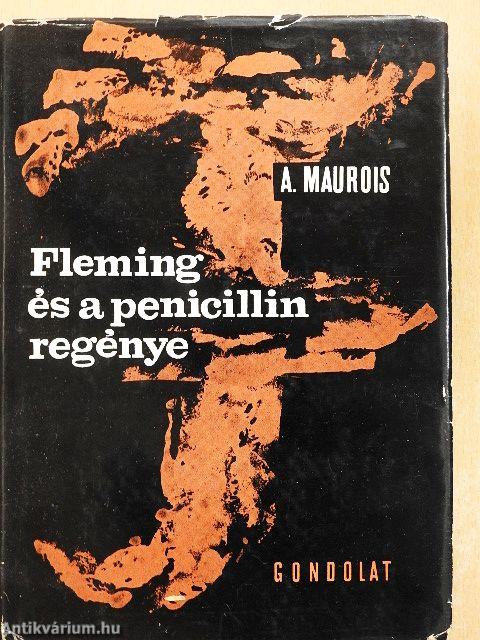 A. MAUROIS
Fleming
és a penicillin
regénye
GONDOLAT
Antikvárium.hu